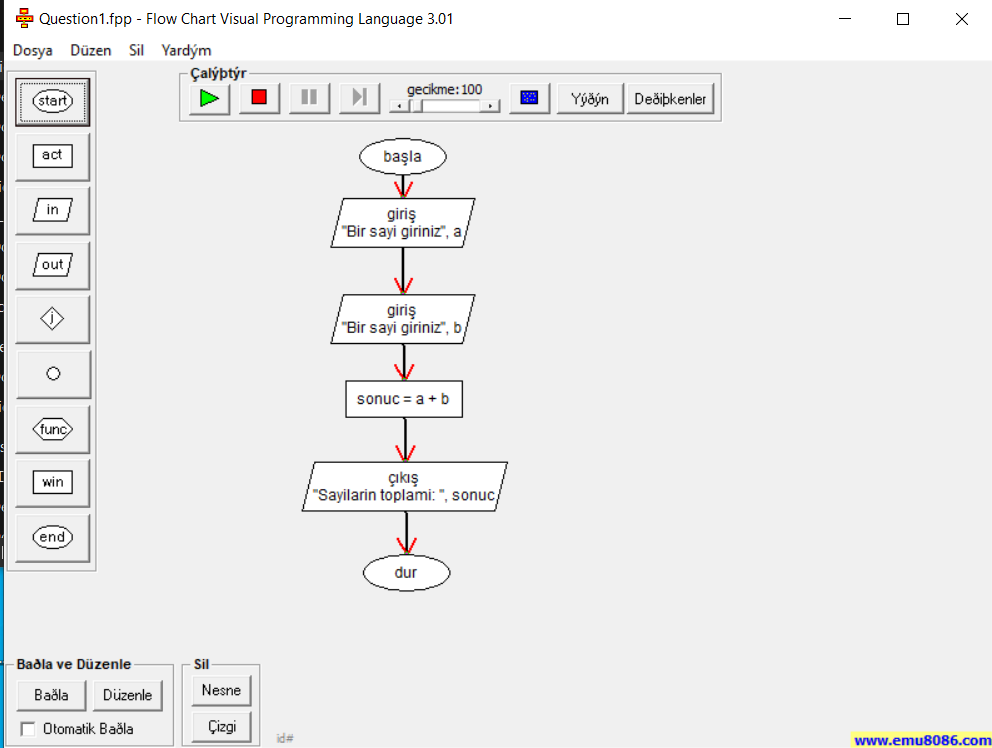 Question1.fpp - Flow Chart Visual Programming Language 3.01
Dosya Düzen Sil Yardým
Çalýþtýr
gecikme:100
Yýðýn
Deðiþkenler
start
act
in
out
j
func
win
end
başla
giriş
"Bir sayi giriniz", a
giriş
"Bir sayi giriniz", b
sonuc = a + b
çıkış
"Sayilarin toplami: ", sonuc
dur
Baðla ve Düzenle
Baðla
Düzenle
Otomatik Baðla
Sil
Nesne
Çizgi
id#
www.emu8086.com